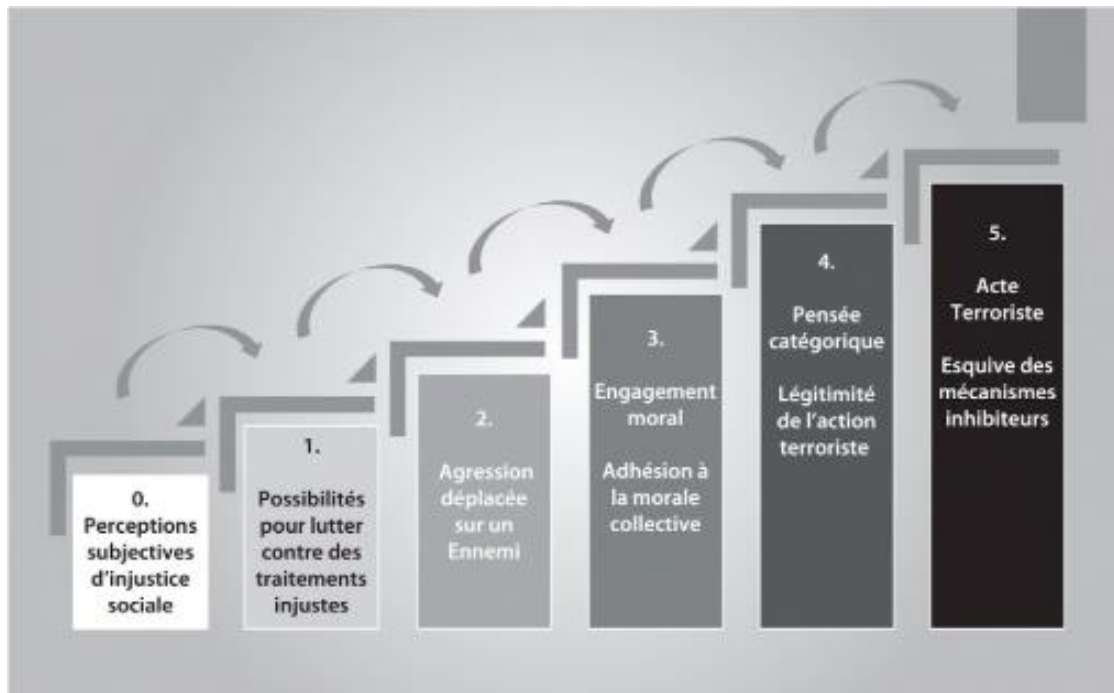 0.
Perceptions
subjectives
d'injustice
sociale
1.
Possibilités
pour lutter
contre des
traitements
injustes
2.
Agression
déplacée
sur un
Ennemi
3.
Engagement
moral
Adhésion à
la morale
collective
4.
Pensée
catégorique
Légitimité
de l'action
terroriste
5.
Acte
Terroriste
Esquive des
mécanismes
inhibiteurs